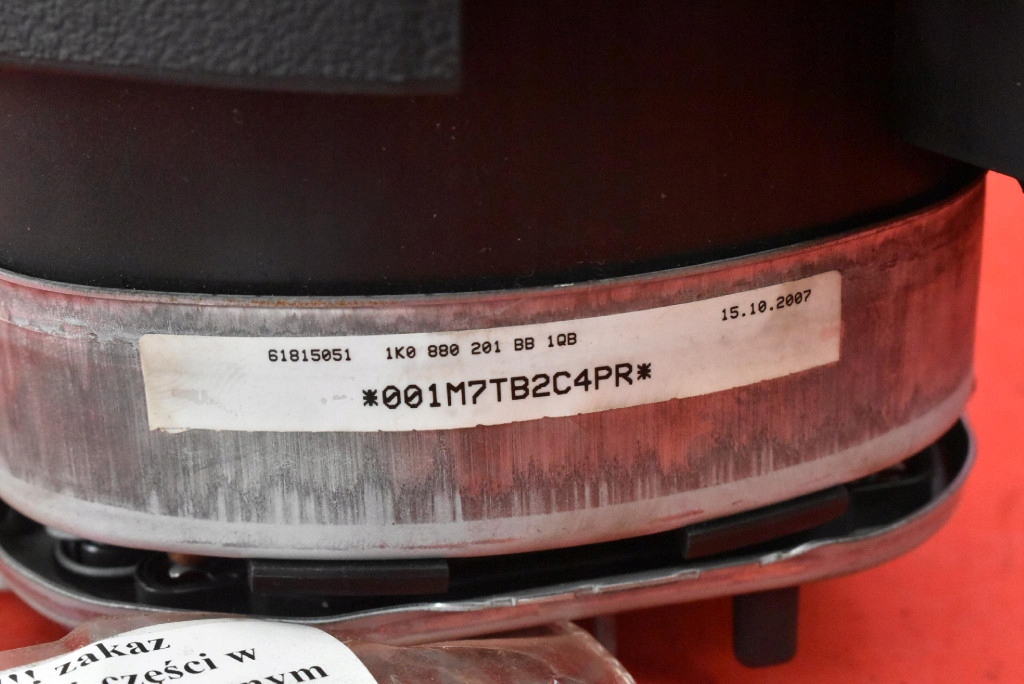 15.10.2007
61815051 1K0 880 201 BB 1QB
*001M7TB2C4PR*
!!! zakaz
części w